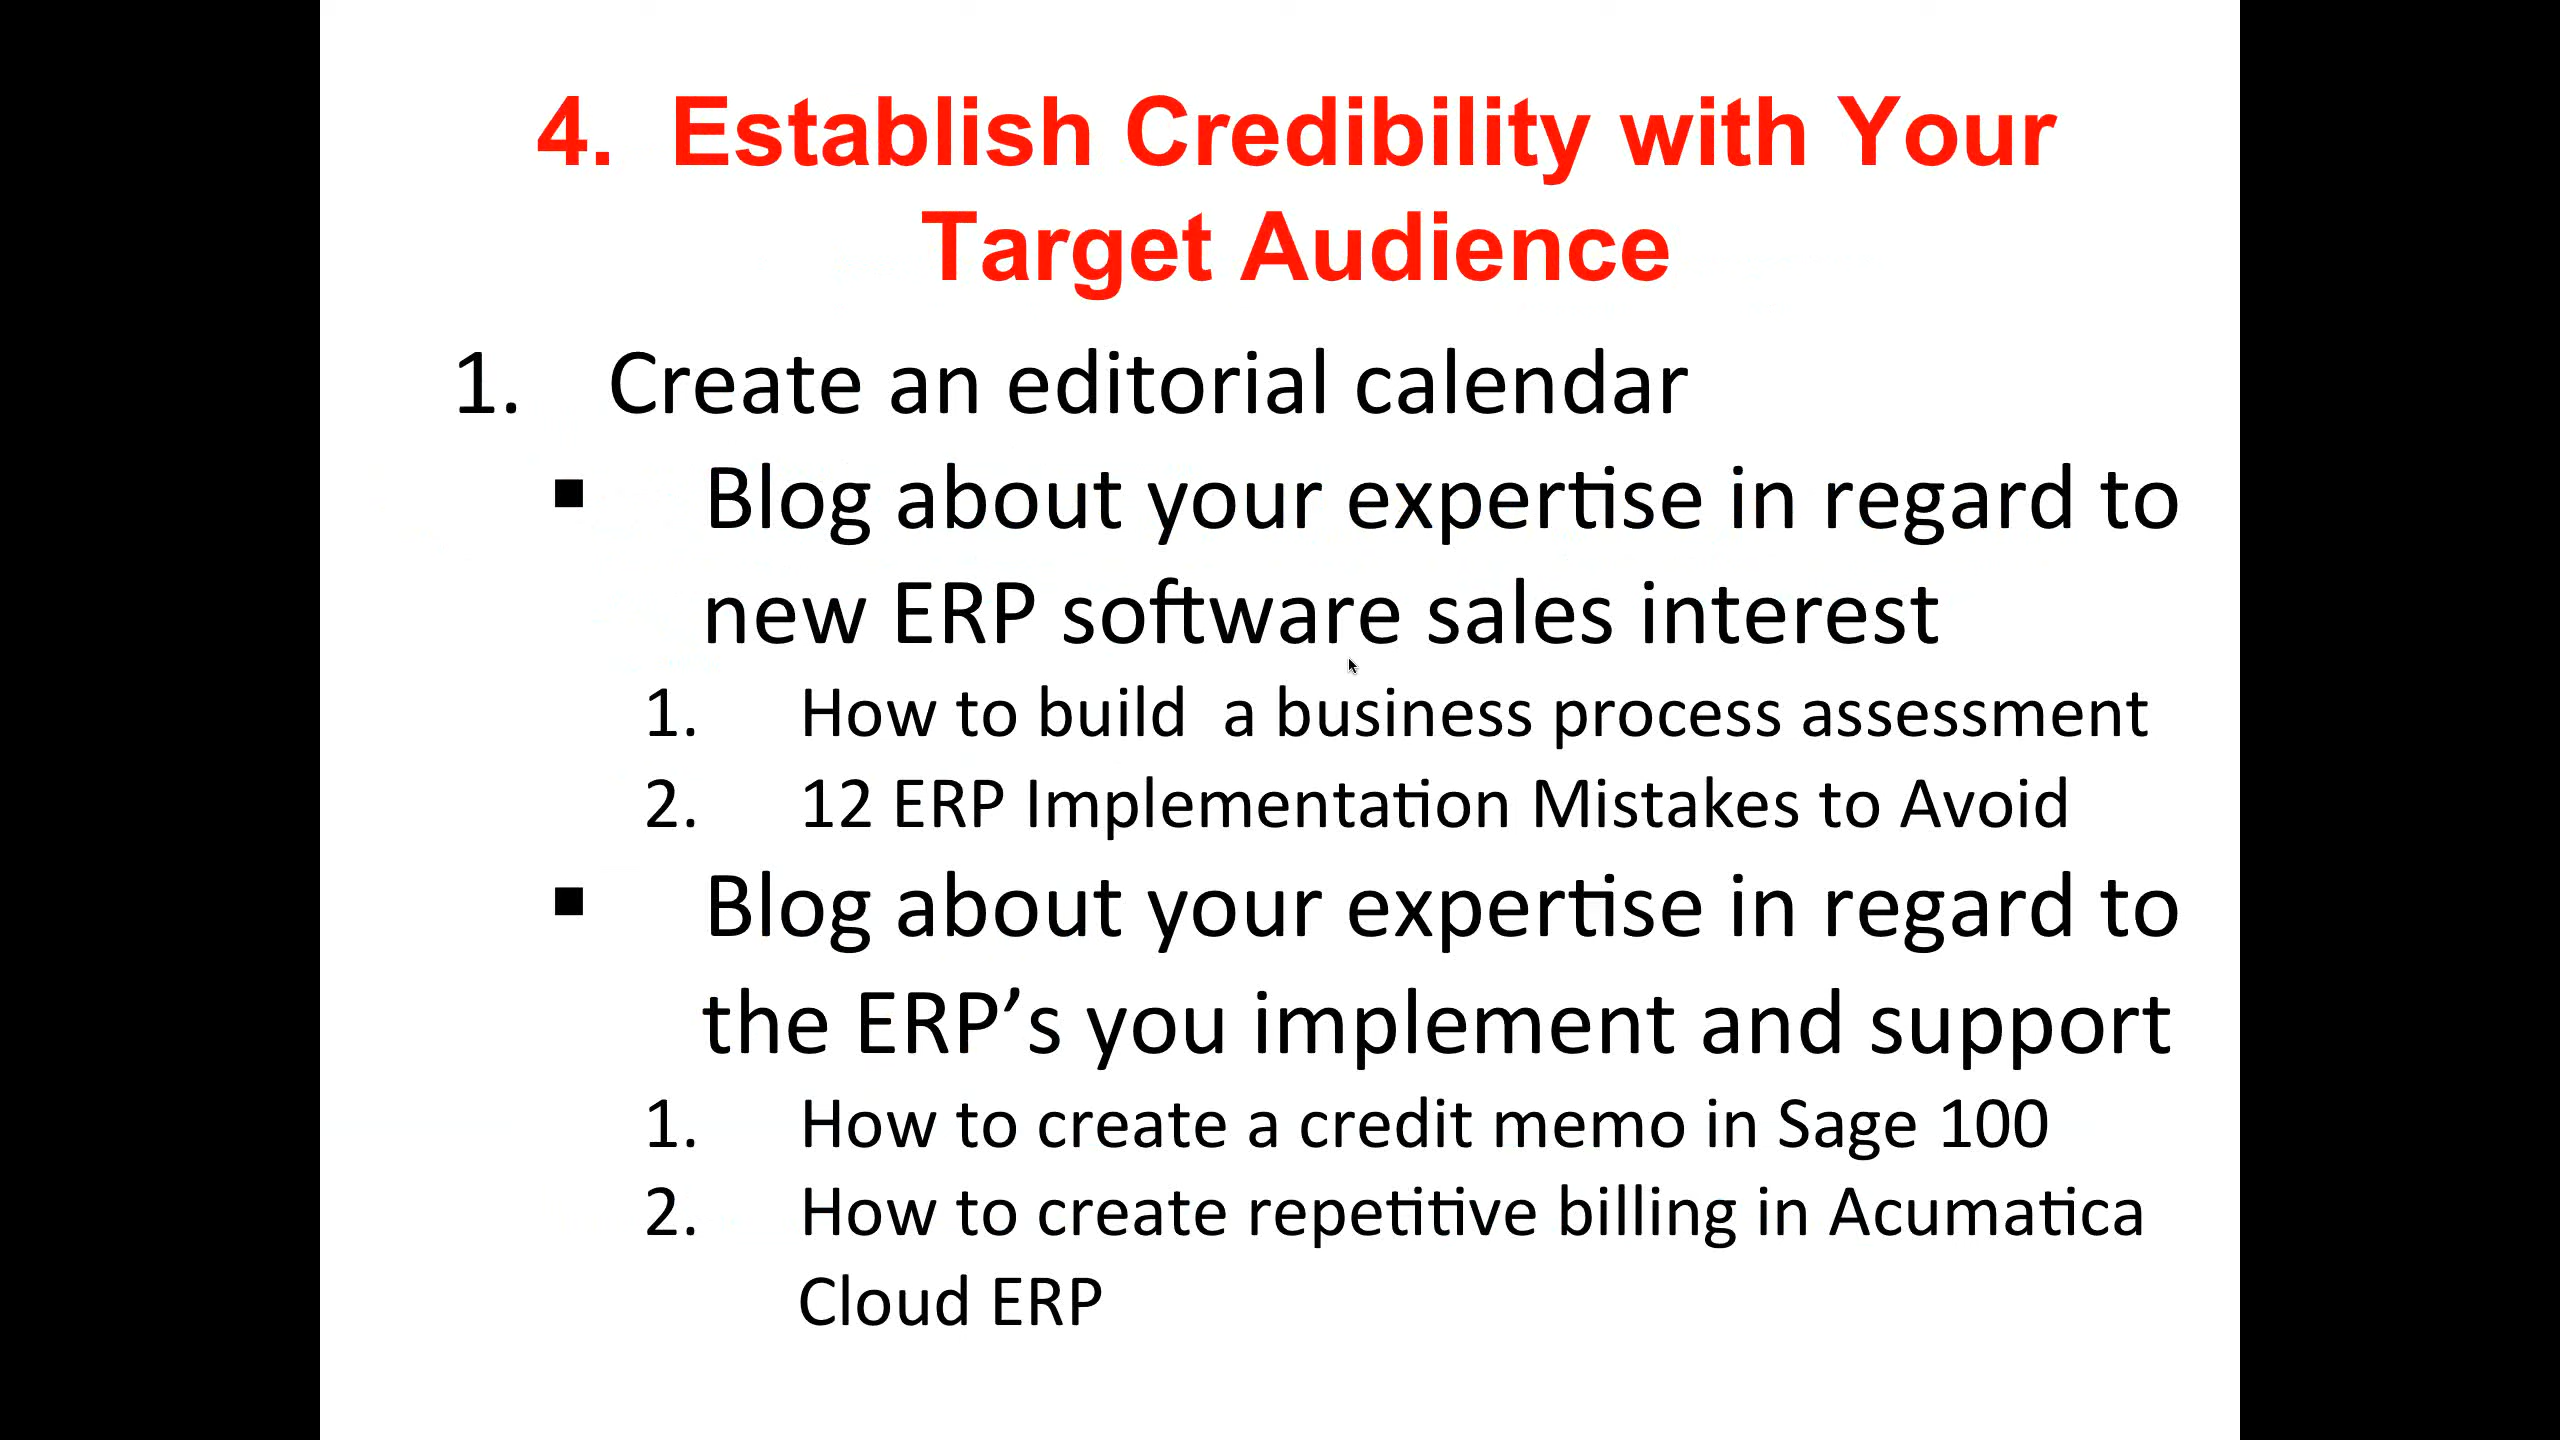 4.  Establish Credibility with Your
Target Audience
1. Create an editorial calendar
▪ Blog about your expertise in regard to
new ERP software sales interest
1. How to build  a business process assessment
2. 12 ERP Implementation Mistakes to Avoid
▪ Blog about your expertise in regard to
the ERP’s you implement and support
1. How to create a credit memo in Sage 100
2. How to create repetitive billing in Acumatica
Cloud ERP